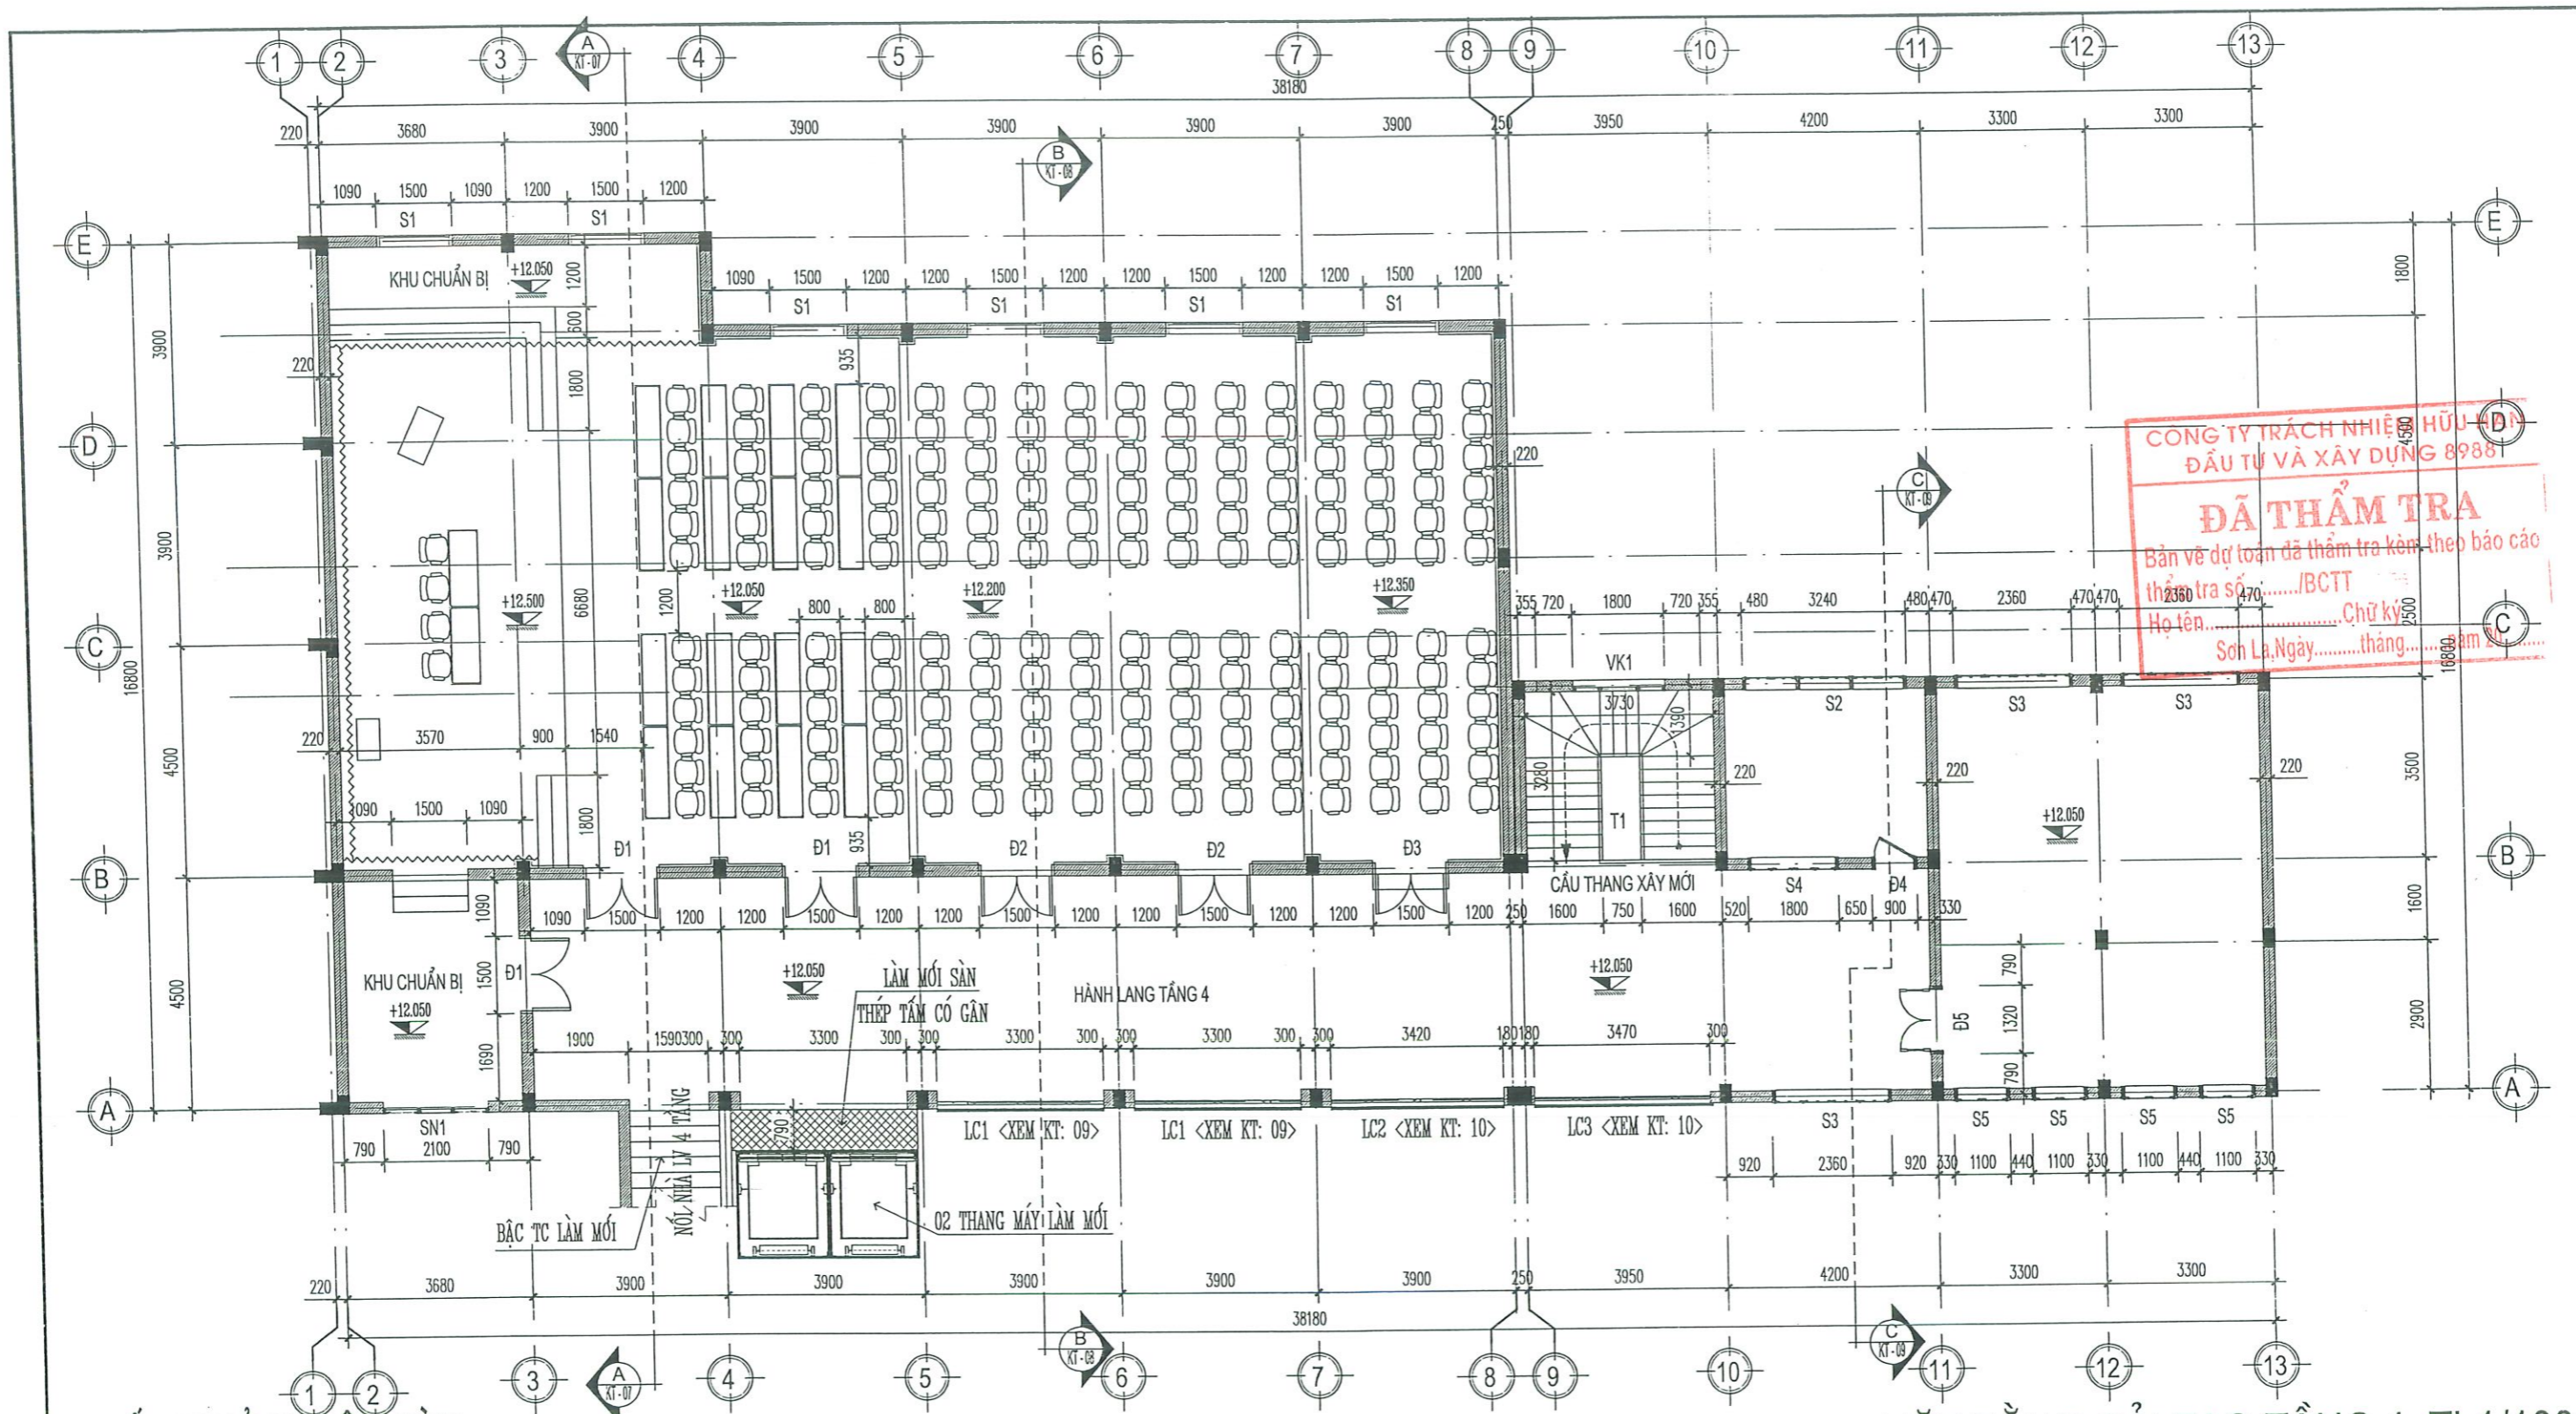 1 2 3 A KT-07 4 5 6 7 8 9 10 11 12 13
38180
220 3680 3900 3900 3900 3900 3900 250 3950 4200 3300 3300
B KT-08
1090 1500 1090 1200 1500 1200
S1 S1
E E
KHU CHUẨN BỊ +12.050 1200
1090 1500 1200 1200 1500 1200 1200 1500 1200 1200 1500 1200
S1 S1 S1 S1
600 1800
3900 220 1800 935
D D
220
CÔNG TY TRÁCH NHIỆM HỮU HẠN
ĐẦU TƯ VÀ XÂY DỰNG 8988
ĐÃ THẨM TRA
Bản vẽ dự toán đã thẩm tra kèm theo báo cáo
thẩm tra số........./BCTT
Họ tên..........................Chữ ký
Sơn La,Ngày..........tháng.........năm 20
4500
C KT-09
3900 +12.500 6680 1200 +12.050 800 800 +12.200 +12.350
355 720 1800 720 355 480 3240 480 470 2360 470 470 2360 470
2500
C C
16800 16800
VK1 S2 S3 S3
3730 1390
220 3570 900 1540
4500 3280 220 220 220 3500
1090 1500 1090 1800
T1 +12.050
Đ1 Đ1 935 Đ2 Đ2 Đ3
B B
CẦU THANG XÂY MỚI S4 Đ4
1090 1500 1200 1200 1500 1200 1200 1500 1200 1200 1500 1200 1200 1500 1200 250 1600 750 1600 520 1800 650 900 330
1090 1600
KHU CHUẨN BỊ 1500 Đ1 +12.050 LÀM MỚI SÀN +12.050 790
+12.050 THÉP TẤM CÓ GÂN HÀNH LANG TẦNG 4 Đ5 1320
4500 2900
1690 1900 1590 300 300 3300 300 300 3300 300 300 3300 300 300 3420 180 180 3470 300 790
A A
SN1 790 LC1 <XEM KT: 09> LC1 <XEM KT: 09> LC2 <XEM KT: 10> LC3 <XEM KT: 10> S3 S5 S5 S5 S5
790 2100 790 920 2360 920 330 1100 440 1100 330 1100 440 1100 330
NỐI NHÀ LV 4 TẦNG
BẬC TC LÀM MỚI 02 THANG MÁY LÀM MỚI
220 3680 3900 3900 3900 3900 3900 250 3950 4200 3300 3300
38180
B KT-08 C KT-09
1 2 3 A KT-07 4 5 6 7 8 9 10 11 12 13